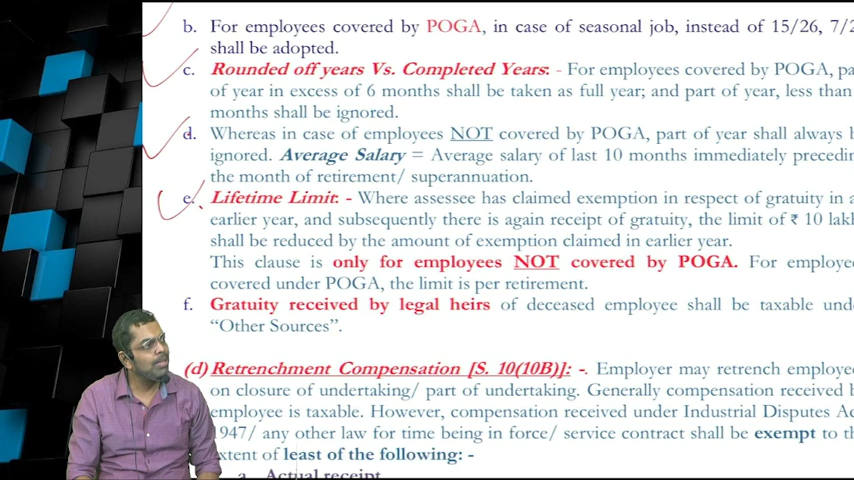 b. For employees covered by POGA, in case of seasonal job, instead of 15/26, 7/2
shall be adopted.
c. Rounded off years Vs. Completed Years: - For employees covered by POGA, pa
of year in excess of 6 months shall be taken as full year; and part of year, less than
months shall be ignored.
d. Whereas in case of employees NOT covered by POGA, part of year shall always b
ignored. Average Salary = Average salary of last 10 months immediately precedin
the month of retirement/ superannuation.
e. Lifetime Limit: - Where assessee has claimed exemption in respect of gratuity in a
earlier year, and subsequently there is again receipt of gratuity, the limit of ₹ 10 lakh
shall be reduced by the amount of exemption claimed in earlier year.
This clause is only for employees NOT covered by POGA. For employee
covered under POGA, the limit is per retirement.
f. Gratuity received by legal heirs of deceased employee shall be taxable unde
"Other Sources".
(d) Retrenchment Compensation [S. 10(10B)]: -. Employer may retrench employee
on closure of undertaking/ part of undertaking. Generally compensation received b
employee is taxable. However, compensation received under Industrial Disputes Ac
1947/ any other law for time being in force/ service contract shall be exempt to th
extent of least of the following: -
a. Actual receipt